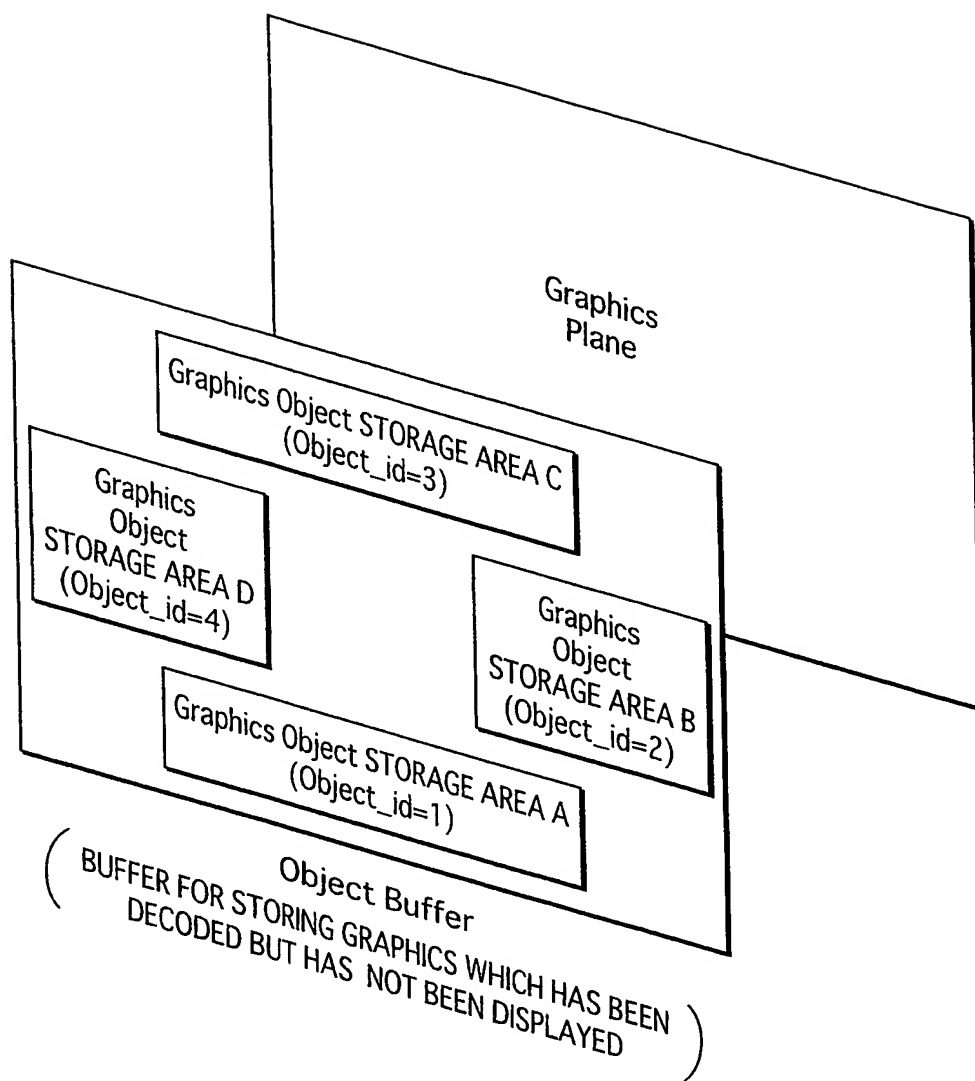 Graphics
Plane
Graphics Object STORAGE AREA C
(Object_id=3)
Graphics
Object
STORAGE AREA D
(Object_id=4)
Graphics
Object
STORAGE AREA B
(Object_id=2)
Graphics Object STORAGE AREA A
(Object_id=1)
Object Buffer
(BUFFER FOR STORING GRAPHICS WHICH HAS BEEN
DECODED BUT HAS NOT BEEN DISPLAYED)